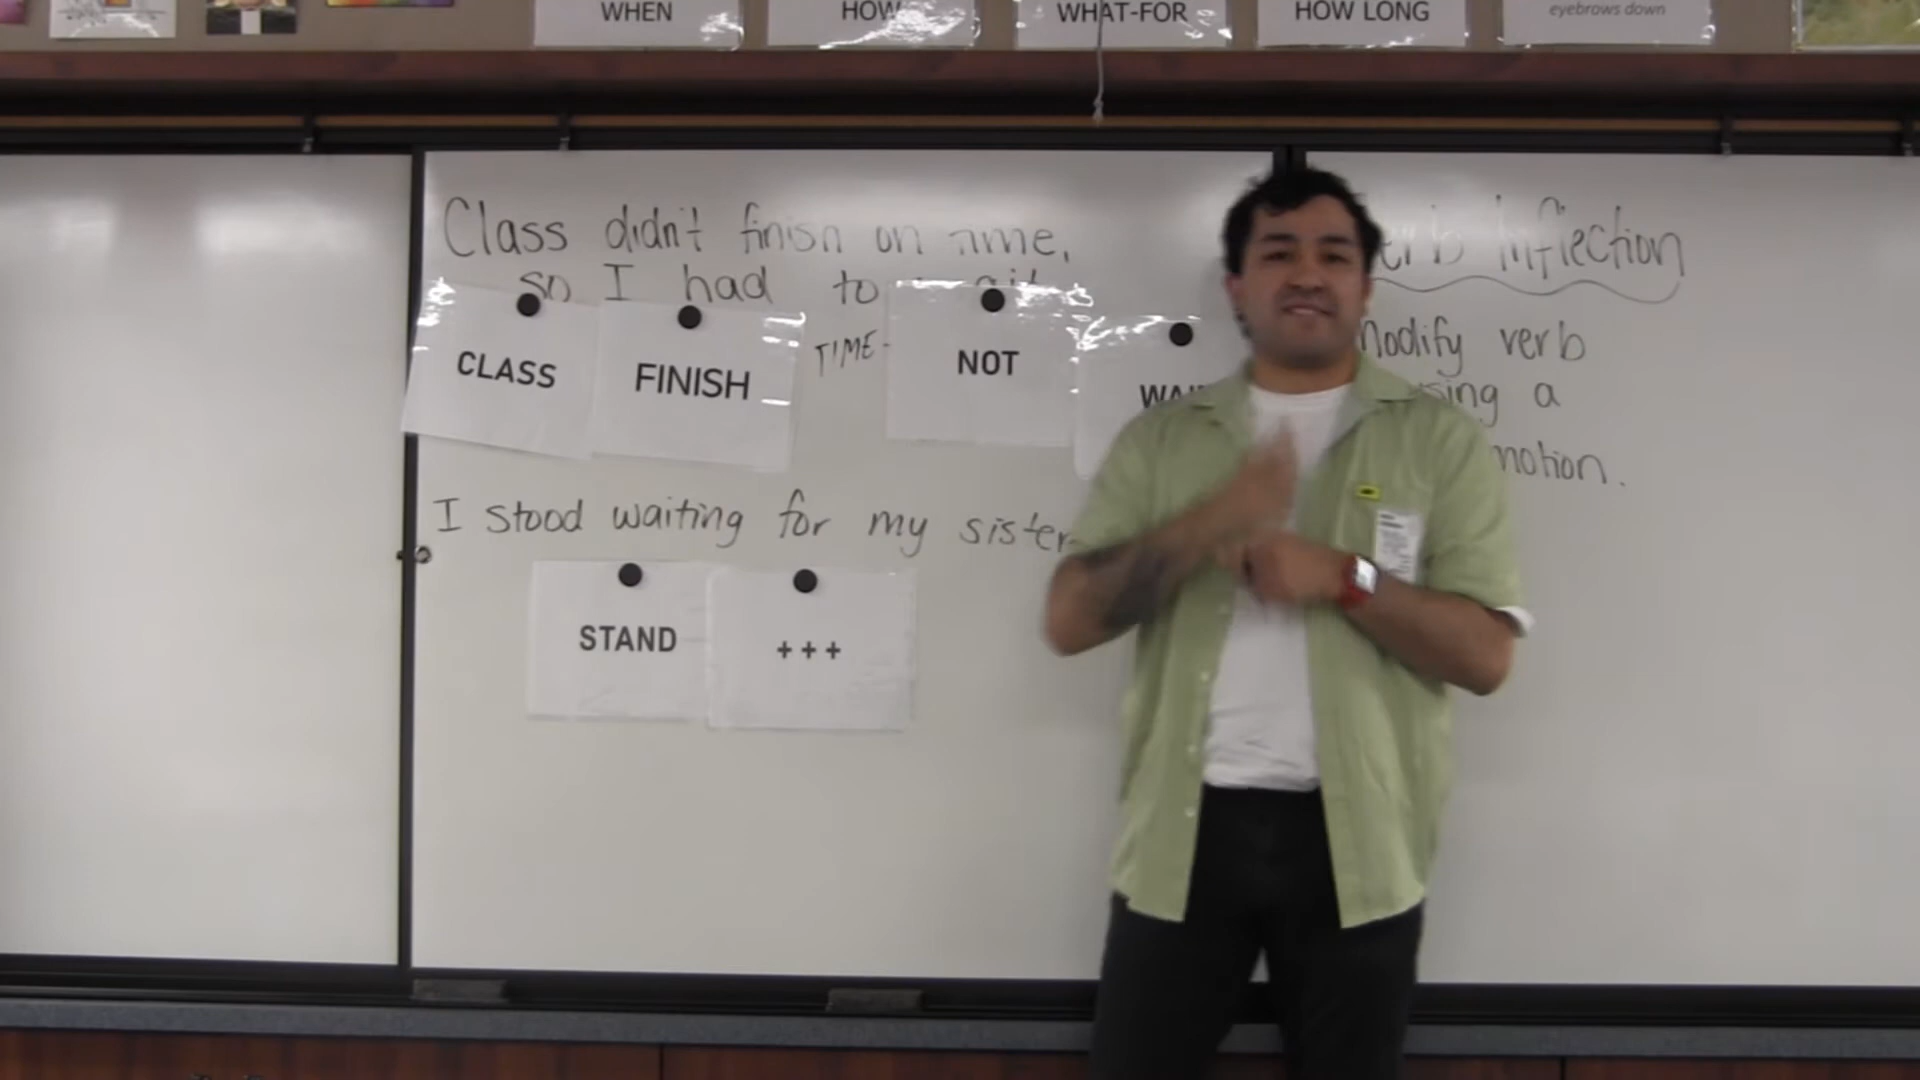 WHEN HOW WHAT-FOR HOW LONG eyebrows down
Class didn't finish on time,
so I had to
CLASS FINISH TIME- NOT
I stood waiting for my sister
STAND +++
Inflection
Modify verb
a
motion.